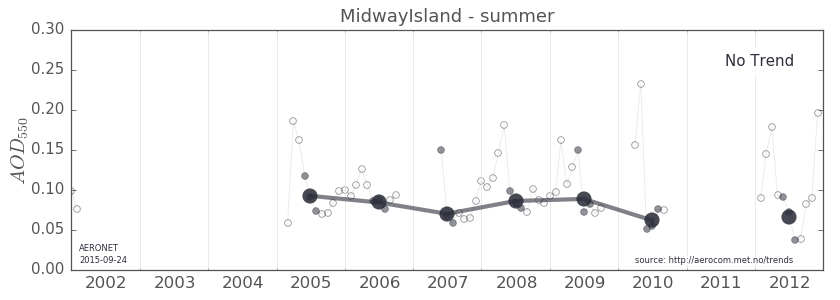 MidwayIsland - summer
0.30
0.25
0.20
0.15
0.10
0.05
0.00
AOD550
No Trend
AERONET
2015-09-24
source: http://aerocom.met.no/trends
2002 2003 2004 2005 2006 2007 2008 2009 2010 2011 2012